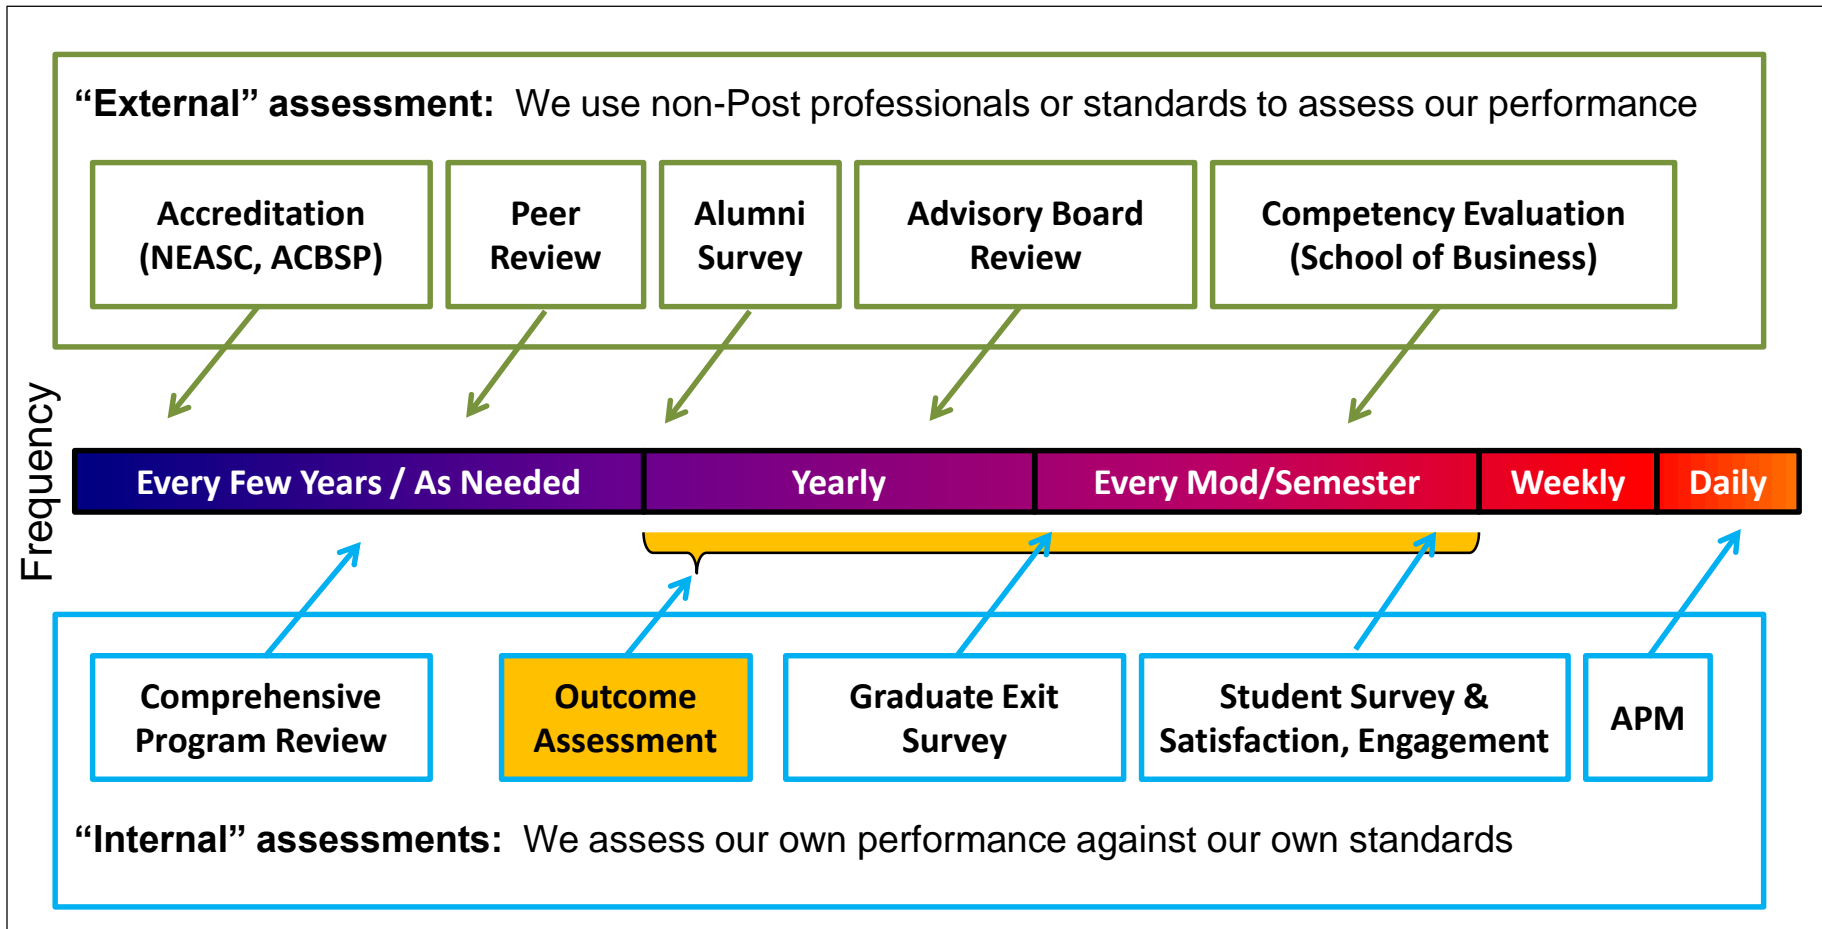 “External” assessment: We use non-Post professionals or standards to assess our performance
Accreditation
(NEASC, ACBSP)
Peer
Review
Alumni
Survey
Advisory Board
Review
Competency Evaluation
(School of Business)
Frequency
Every Few Years / As Needed
Yearly
Every Mod/Semester
Weekly
Daily
Comprehensive
Program Review
Outcome
Assessment
Graduate Exit
Survey
Student Survey &
Satisfaction, Engagement
APM
“Internal” assessments: We assess our own performance against our own standards